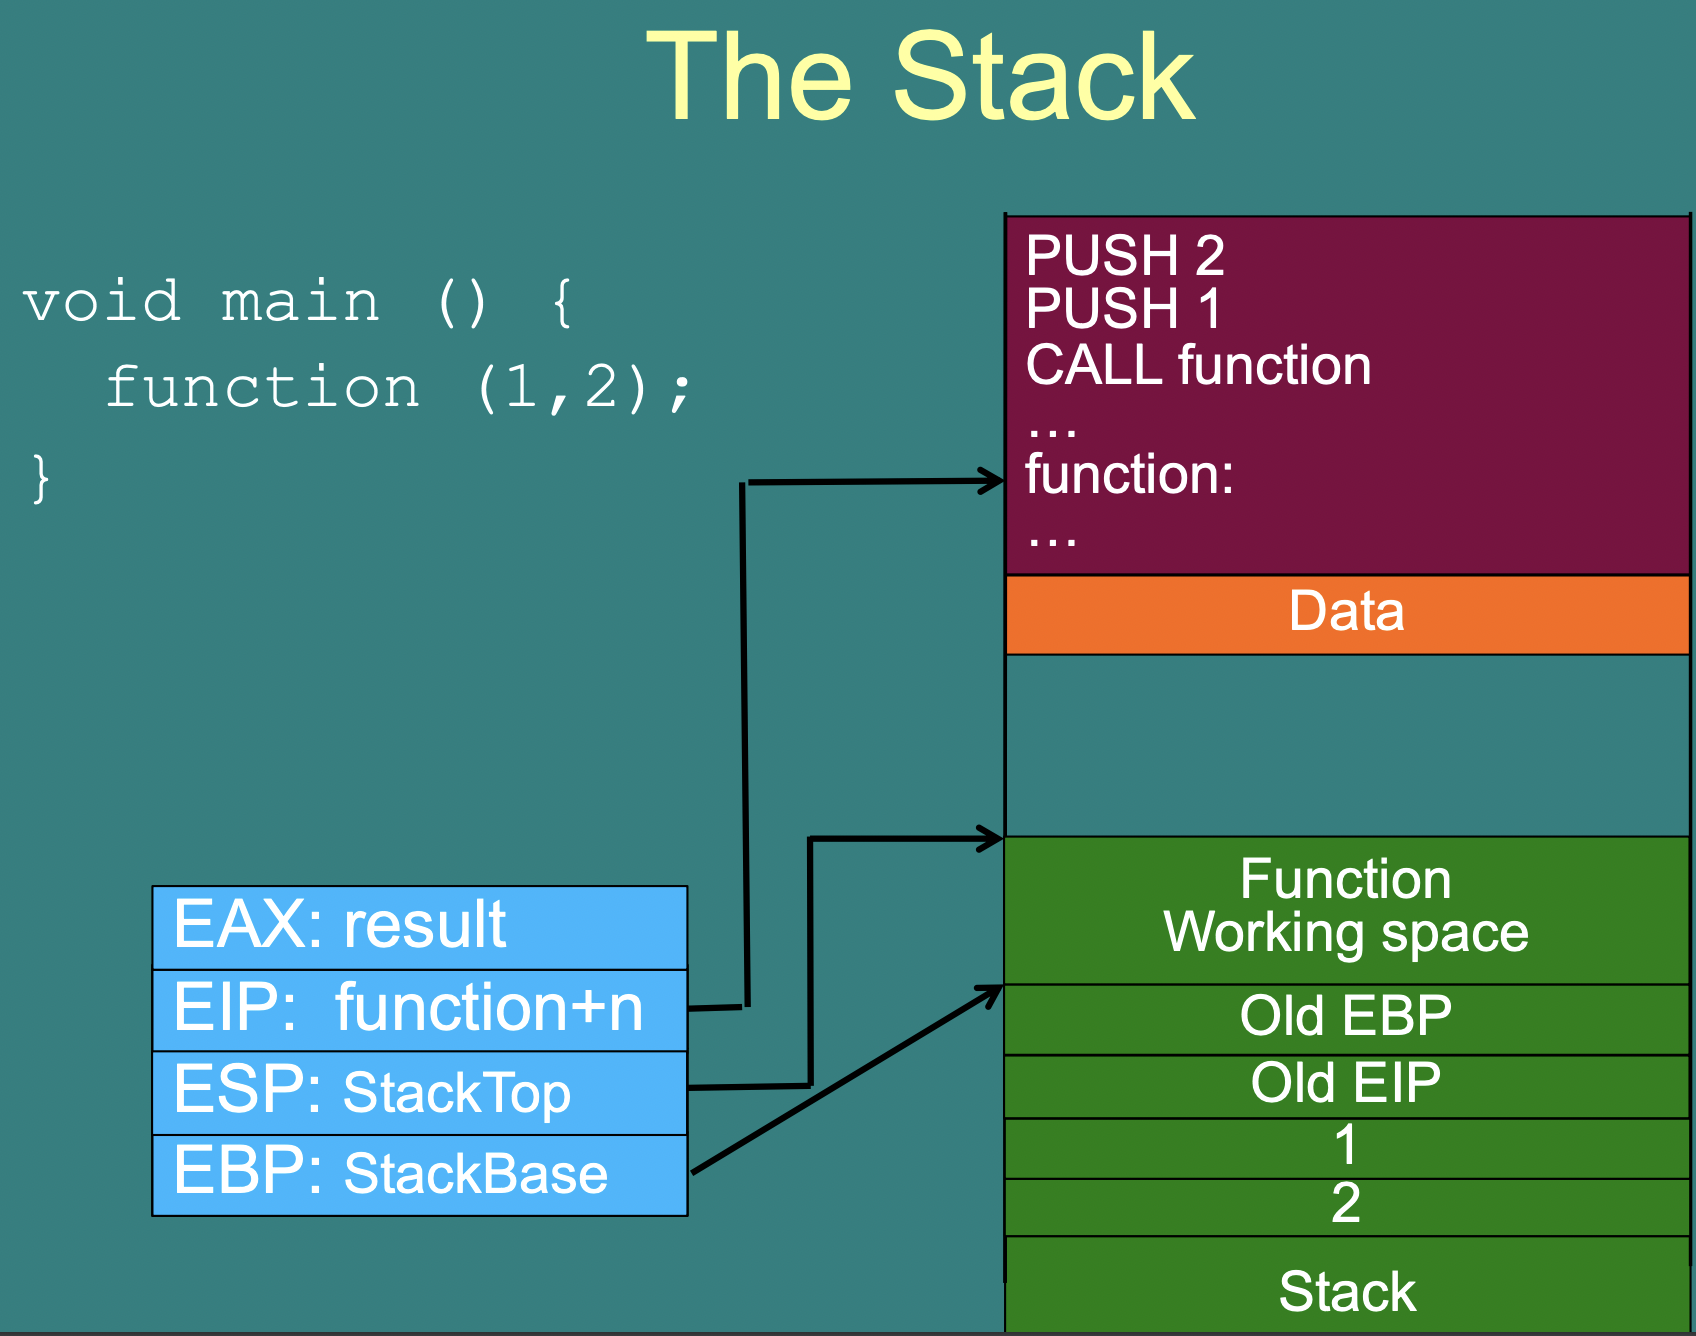 The Stack
void main () {
function (1,2);
}
PUSH 2
PUSH 1
CALL function
…
function:
…
Data
Function
Working space
Old EBP
Old EIP
1
2
Stack
EAX: result
EIP: function+n
ESP: StackTop
EBP: StackBase